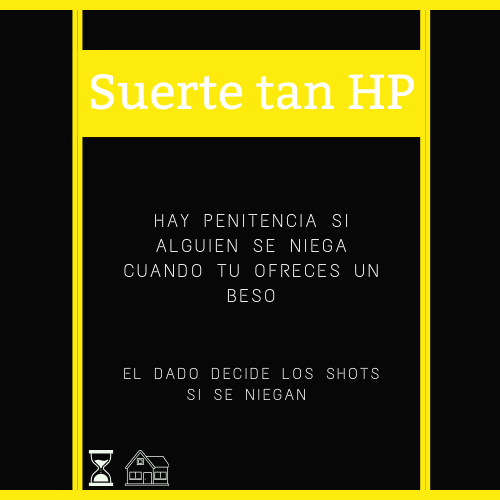 Suerte tan HP
HAY PENITENCIA SI
ALGUIEN SE NIEGA
CUANDO TU OFRECES UN
BESO
EL DADO DECIDE LOS SHOTS
SI SE NIEGAN